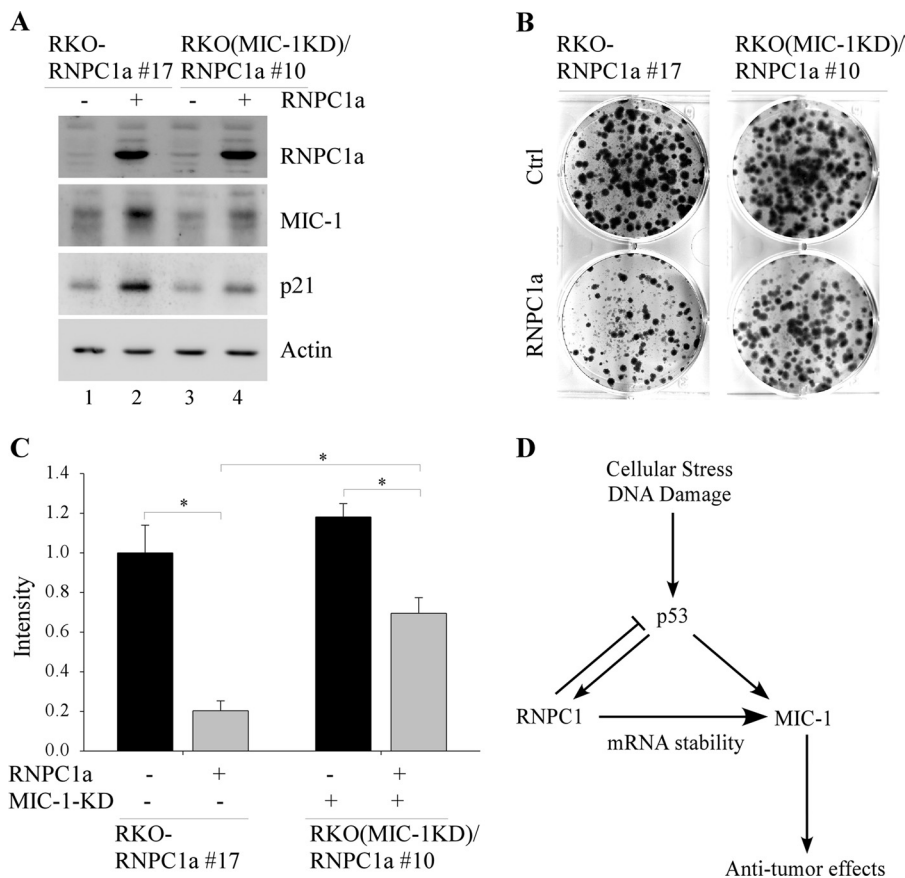 A
RKO-
RNPC1a #17
RKO(MIC-1KD)/
RNPC1a #10
- + - + RNPC1a
RNPC1a
MIC-1
p21
Actin
1 2 3 4
B
RKO-
RNPC1a #17
RKO(MIC-1KD)/
RNPC1a #10
Ctrl
RNPC1a
C
Intensity
1.4
1.2
1.0
0.8
0.6
0.4
0.2
0.0
*
*
*
RNPC1a - + - +
MIC-1-KD - - + +
RKO-
RNPC1a #17
RKO(MIC-1KD)/
RNPC1a #10
D
Cellular Stress
DNA Damage
p53
RNPC1
MIC-1
mRNA stability
Anti-tumor effects